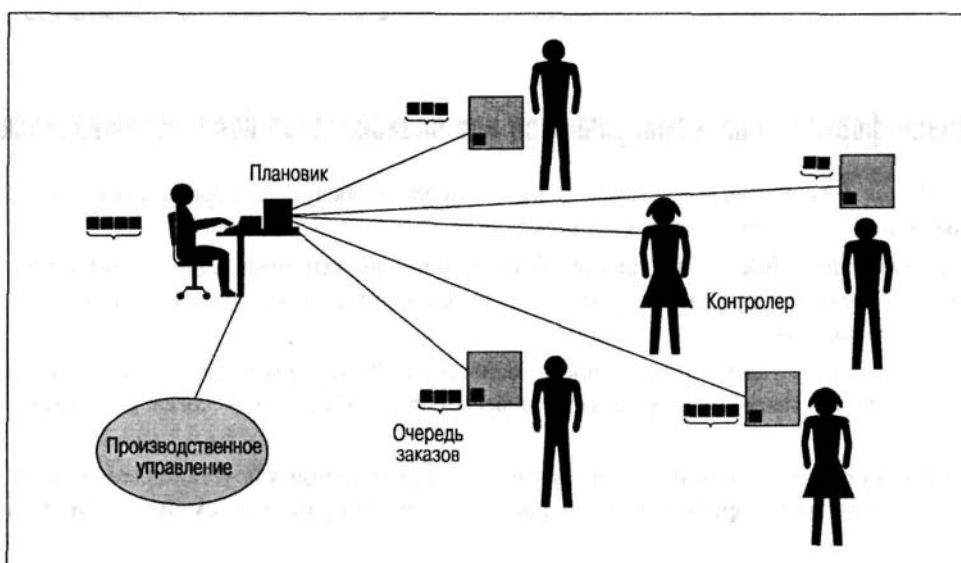 Плановик
Контролер
Очередь
заказов
Производственное
управление